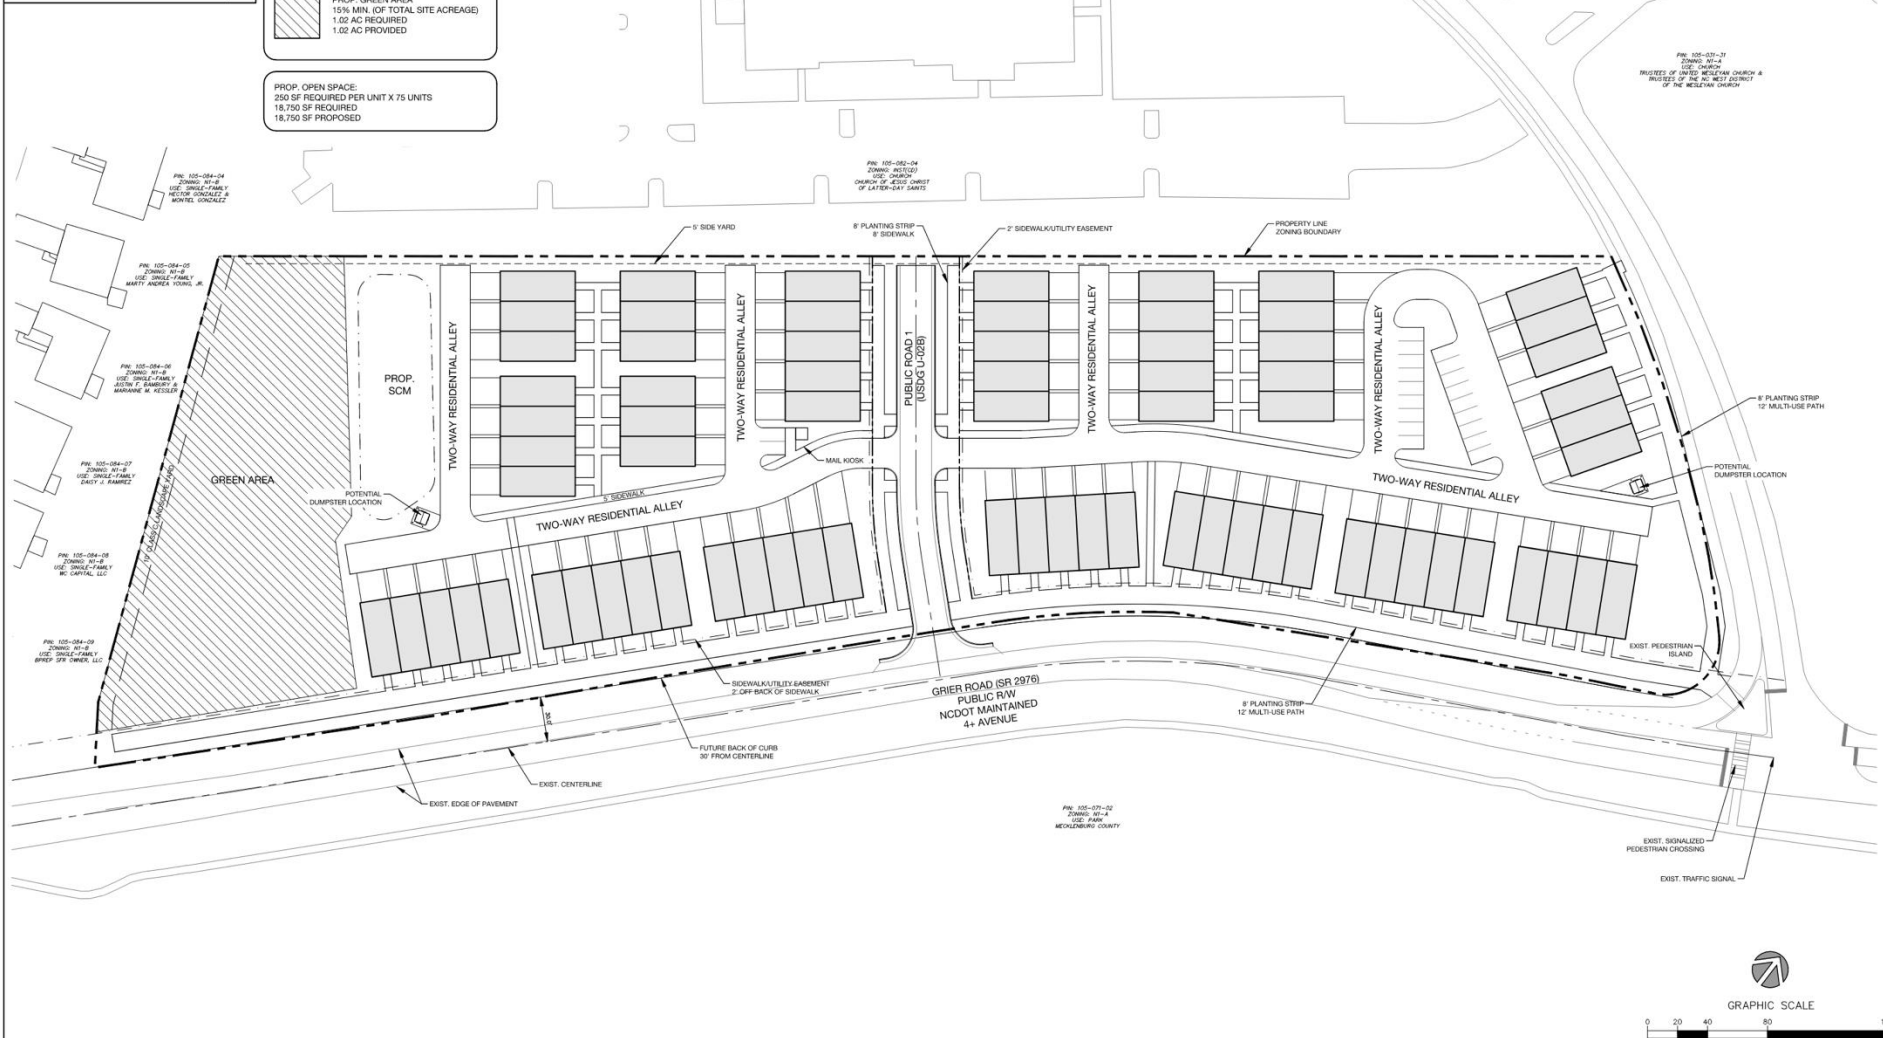 15% MIN. (OF TOTAL SITE ACREAGE)
1.02 AC REQUIRED
1.02 AC PROVIDED
PROP. OPEN SPACE:
250 SF REQUIRED PER UNIT X 75 UNITS
18,750 SF REQUIRED
18,750 SF PROPOSED
PIN: 105-031-31
ZONING: N1-A
USE: CHURCH
TRUSTEES OF UNITED WESLEYAN CHURCH &
TRUSTEES OF THE NC WEST DISTRICT
OF THE WESLEYAN CHURCH
PIN: 105-082-04
ZONING: INST(CD)
USE: CHURCH
CHURCH OF JESUS CHRIST
OF LATTER-DAY SAINTS
PIN: 105-084-04
ZONING: N1-B
USE: SINGLE-FAMILY
HECTOR GONZALEZ &
MONTREL GONZALEZ
5' SIDE YARD
8' PLANTING STRIP
8' SIDEWALK
2' SIDEWALK/UTILITY EASEMENT
PROPERTY LINE
ZONING BOUNDARY
PIN: 105-084-05
ZONING: N1-B
USE: SINGLE-FAMILY
MARTY ANDREA YOUNG, JR.
PIN: 105-084-06
ZONING: N1-B
USE: SINGLE-FAMILY
JUSTIN F. BAMBURY &
MARIANNE M. KESSLER
PROP.
SCM
TWO-WAY RESIDENTIAL ALLEY
TWO-WAY RESIDENTIAL ALLEY
PUBLIC ROAD 1
(USDG U-02B)
TWO-WAY RESIDENTIAL ALLEY
TWO-WAY RESIDENTIAL ALLEY
8' PLANTING STRIP
12' MULTI-USE PATH
MAIL KIOSK
PIN: 105-084-07
ZONING: N1-B
USE: SINGLE-FAMILY
DAISY J. RAMIREZ
10' CLASS C LANDSCAPE YARD
GREEN AREA
POTENTIAL
DUMPSTER LOCATION
5' SIDEWALK
TWO-WAY RESIDENTIAL ALLEY
TWO-WAY RESIDENTIAL ALLEY
POTENTIAL
DUMPSTER LOCATION
PIN: 105-084-08
ZONING: N1-B
USE: SINGLE-FAMILY
WC CAPITAL, LLC
PIN: 105-084-09
ZONING: N1-B
USE: SINGLE-FAMILY
BPREP SFR OWNER, LLC
EXIST. PEDESTRIAN
ISLAND
SIDEWALK/UTILITY EASEMENT
2' OFF BACK OF SIDEWALK
GRIER ROAD (SR 2976)
PUBLIC R/W
NCDOT MAINTAINED
4+ AVENUE
8' PLANTING STRIP
12' MULTI-USE PATH
FUTURE BACK OF CURB
30' FROM CENTERLINE
EXIST. CENTERLINE
EXIST. EDGE OF PAVEMENT
PIN: 105-071-02
ZONING: N1-A
USE: PARK
MECKLENBURG COUNTY
EXIST. SIGNALIZED
PEDESTRIAN CROSSING
EXIST. TRAFFIC SIGNAL
GRAPHIC SCALE
0 20 40 80